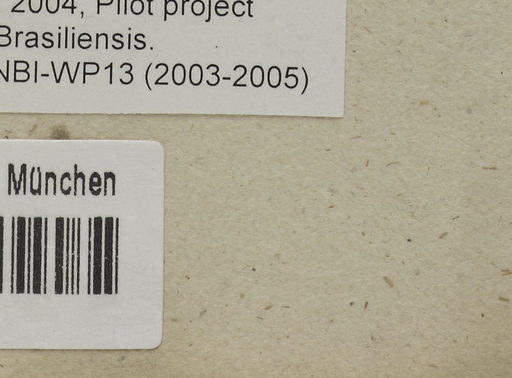 2004, Pilot project
Brasiliensis.
NBI-WP13 (2003-2005)
München